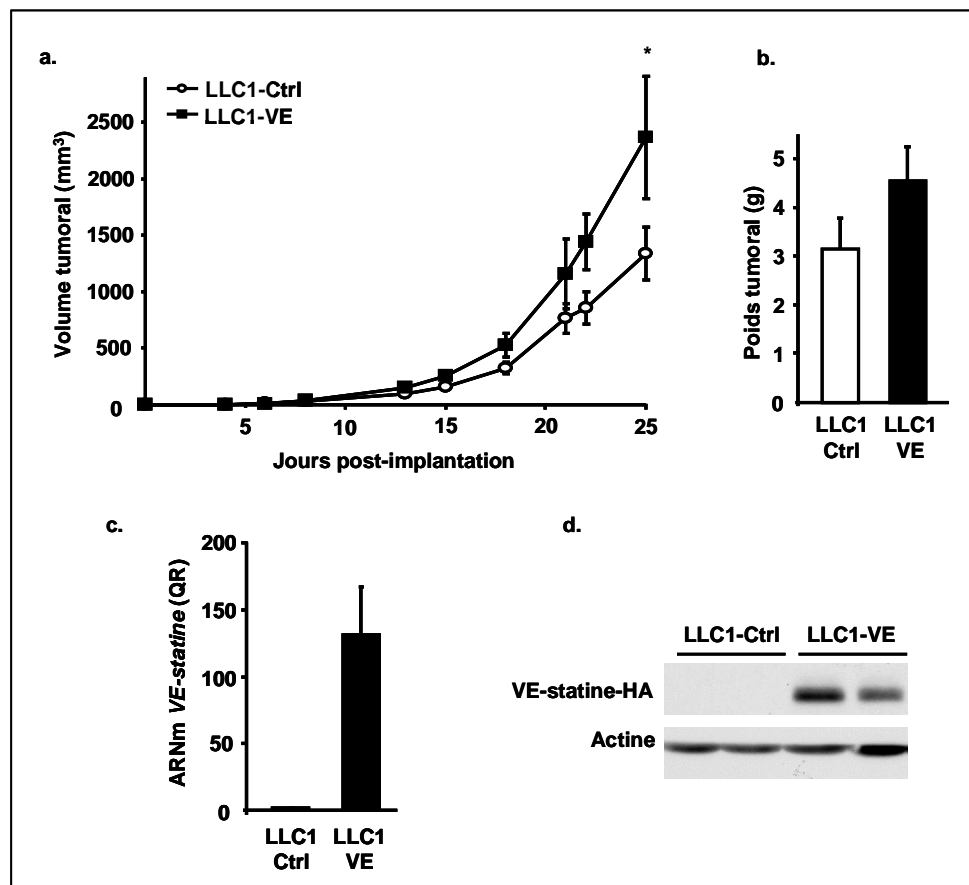 a.
*
LLC1-Ctrl
LLC1-VE
Volume tumoral (mm³)
2500
2000
1500
1000
500
0
5
10
15
20
25
Jours post-implantation
b.
Poids tumoral (g)
5
4
3
2
1
0
LLC1
Ctrl
LLC1
VE
c.
ARNm VE-statine (QR)
200
150
100
50
0
LLC1
Ctrl
LLC1
VE
d.
LLC1-Ctrl
LLC1-VE
VE-statine-HA
Actine